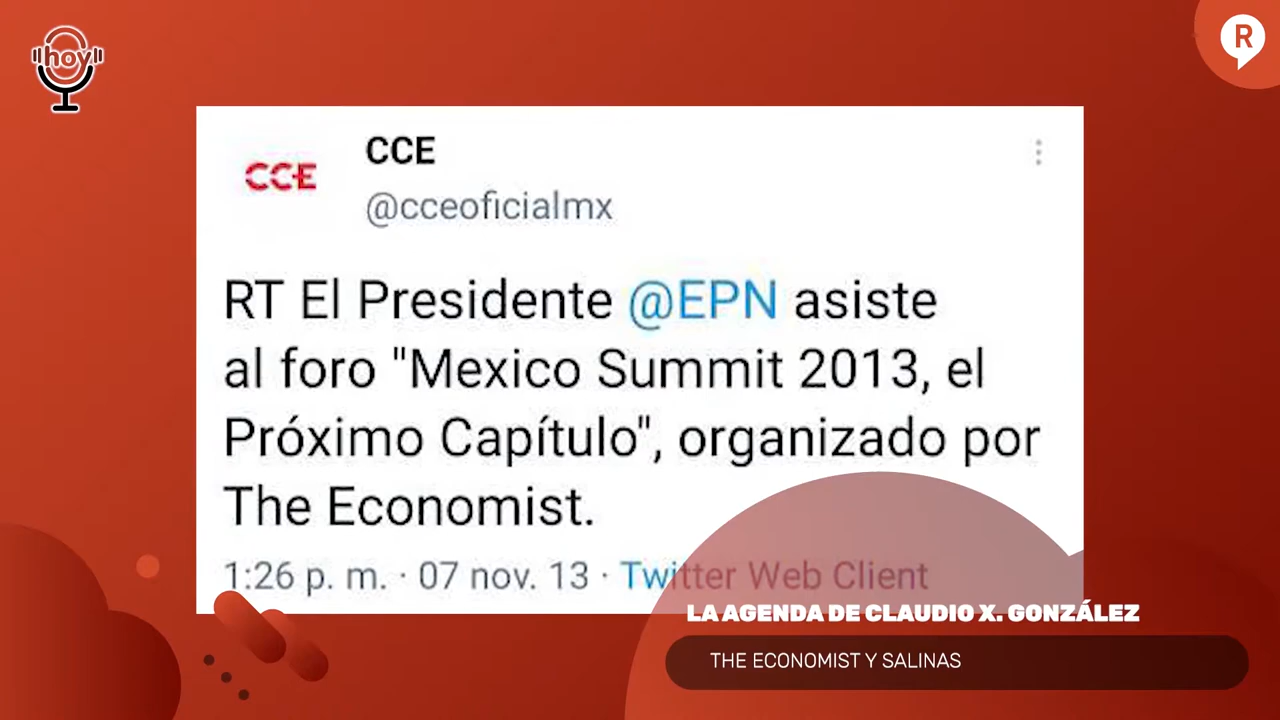 hoy
R
CCE
CCE
@cceoficialmx
RT El Presidente @EPN asiste
al foro "Mexico Summit 2013, el
Próximo Capítulo", organizado por
The Economist.
1:26 p. m. · 07 nov. 13 · Twitter Web Client
LA AGENDA DE CLAUDIO X. GONZÁLEZ
THE ECONOMIST Y SALINAS